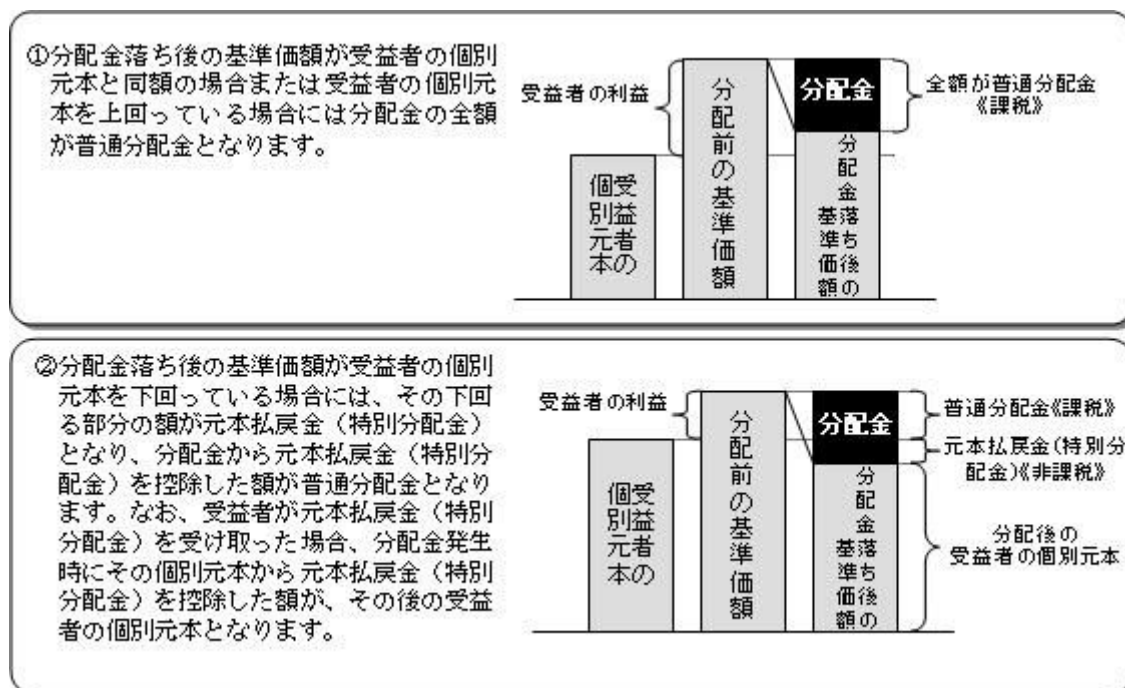 ①分配金落ち後の基準価額が受益者の個別
元本と同額の場合または受益者の個別元
本を上回っている場合には分配金の全額
が普通分配金となります。
受益者の利益
受益者の
個別元本
分配前の基準価額
分配金
分配金落ち後の
基準価額
全額が普通分配金
《課税》
②分配金落ち後の基準価額が受益者の個別
元本を下回っている場合には、その下回
る部分の額が元本払戻金（特別分配金）
となり、分配金から元本払戻金（特別分
配金）を控除した額が普通分配金となり
ます。なお、受益者が元本払戻金（特別
分配金）を受け取った場合、分配金発生
時にその個別元本から元本払戻金（特別
分配金）を控除した額が、その後の受益
者の個別元本となります。
受益者の利益
受益者の
個別元本
分配前の基準価額
分配金
分配金落ち後の
基準価額
普通分配金《課税》
元本払戻金(特別分
配金)《非課税》
分配後の
受益者の個別元本